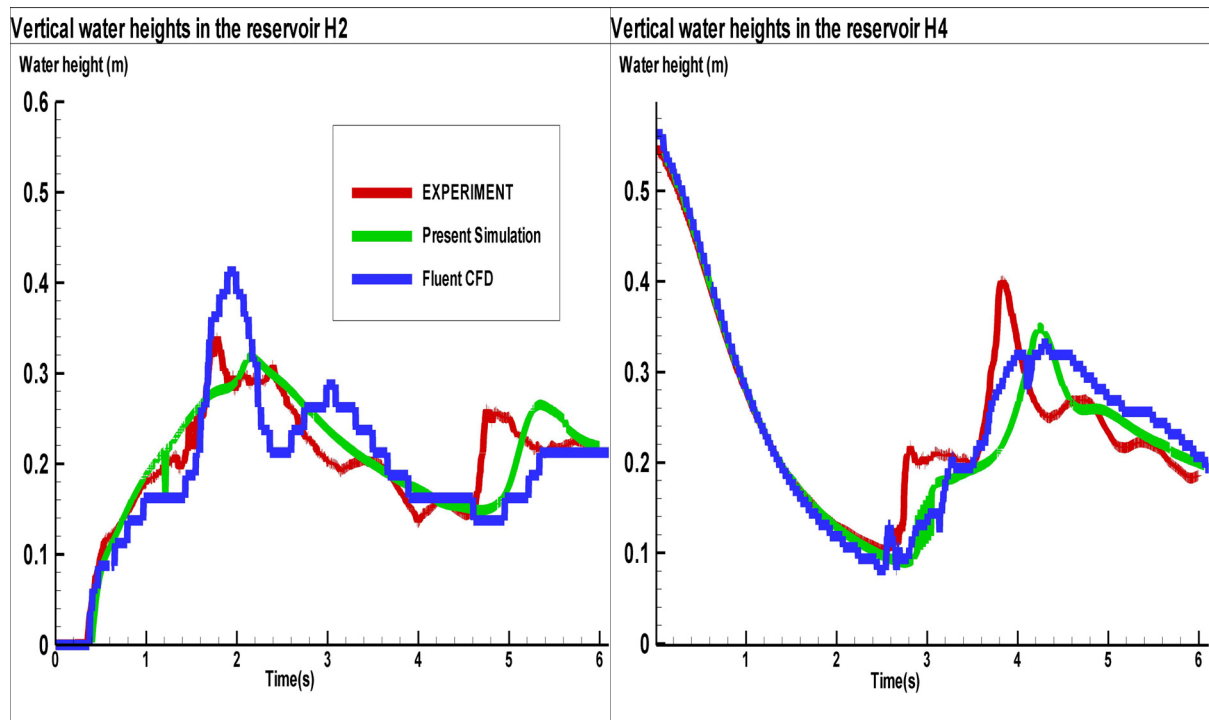 Vertical water heights in the reservoir H2
Water height (m)
0.6
0.5
0.4
0.3
0.2
0.1
0
0 1 2 3 4 5 6
Time(s)
EXPERIMENT
Present Simulation
Fluent CFD
Vertical water heights in the reservoir H4
Water height (m)
0.5
0.4
0.3
0.2
0.1
0
1 2 3 4 5 6
Time(s)